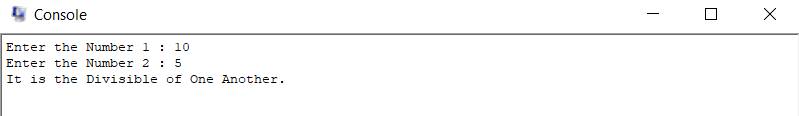 Console
Enter the Number 1 : 10
Enter the Number 2 : 5
It is the Divisible of One Another.